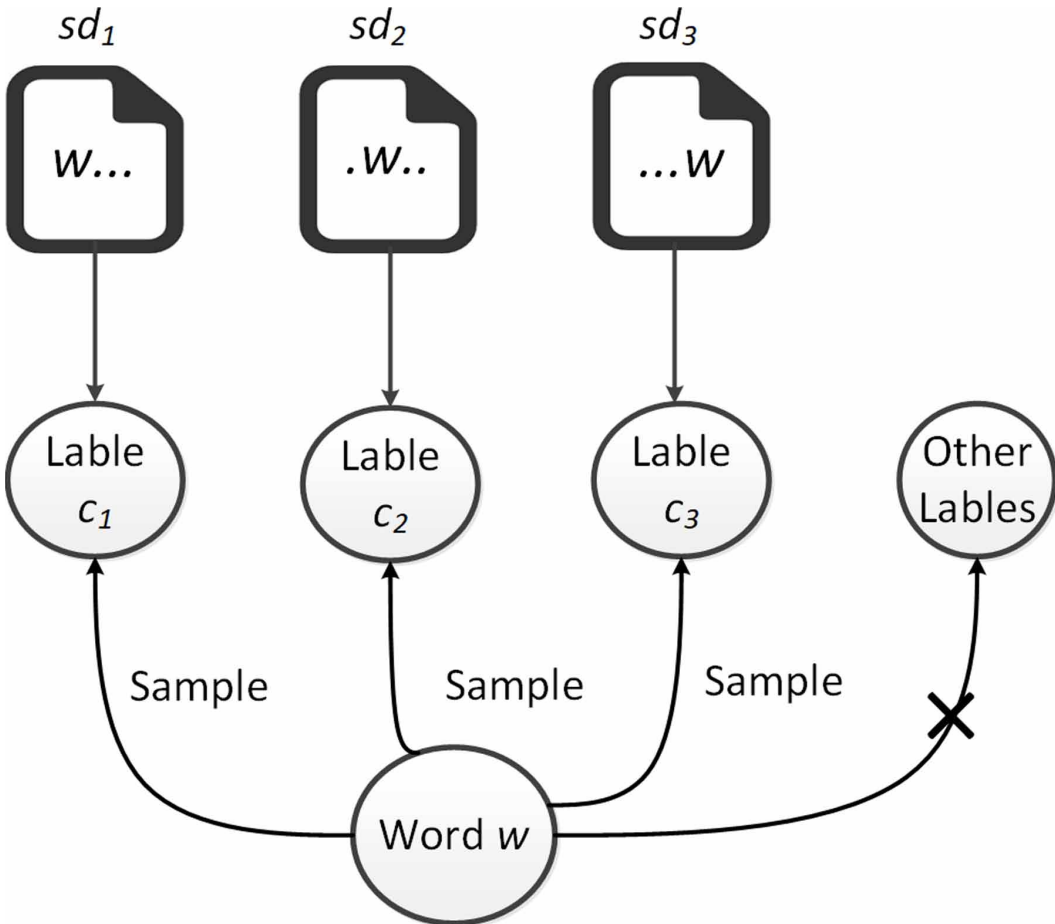 sd1
sd2
sd3
w...
.w..
...w
Lable
c1
Lable
c2
Lable
c3
Other
Lables
Sample
Sample
Sample
Word w